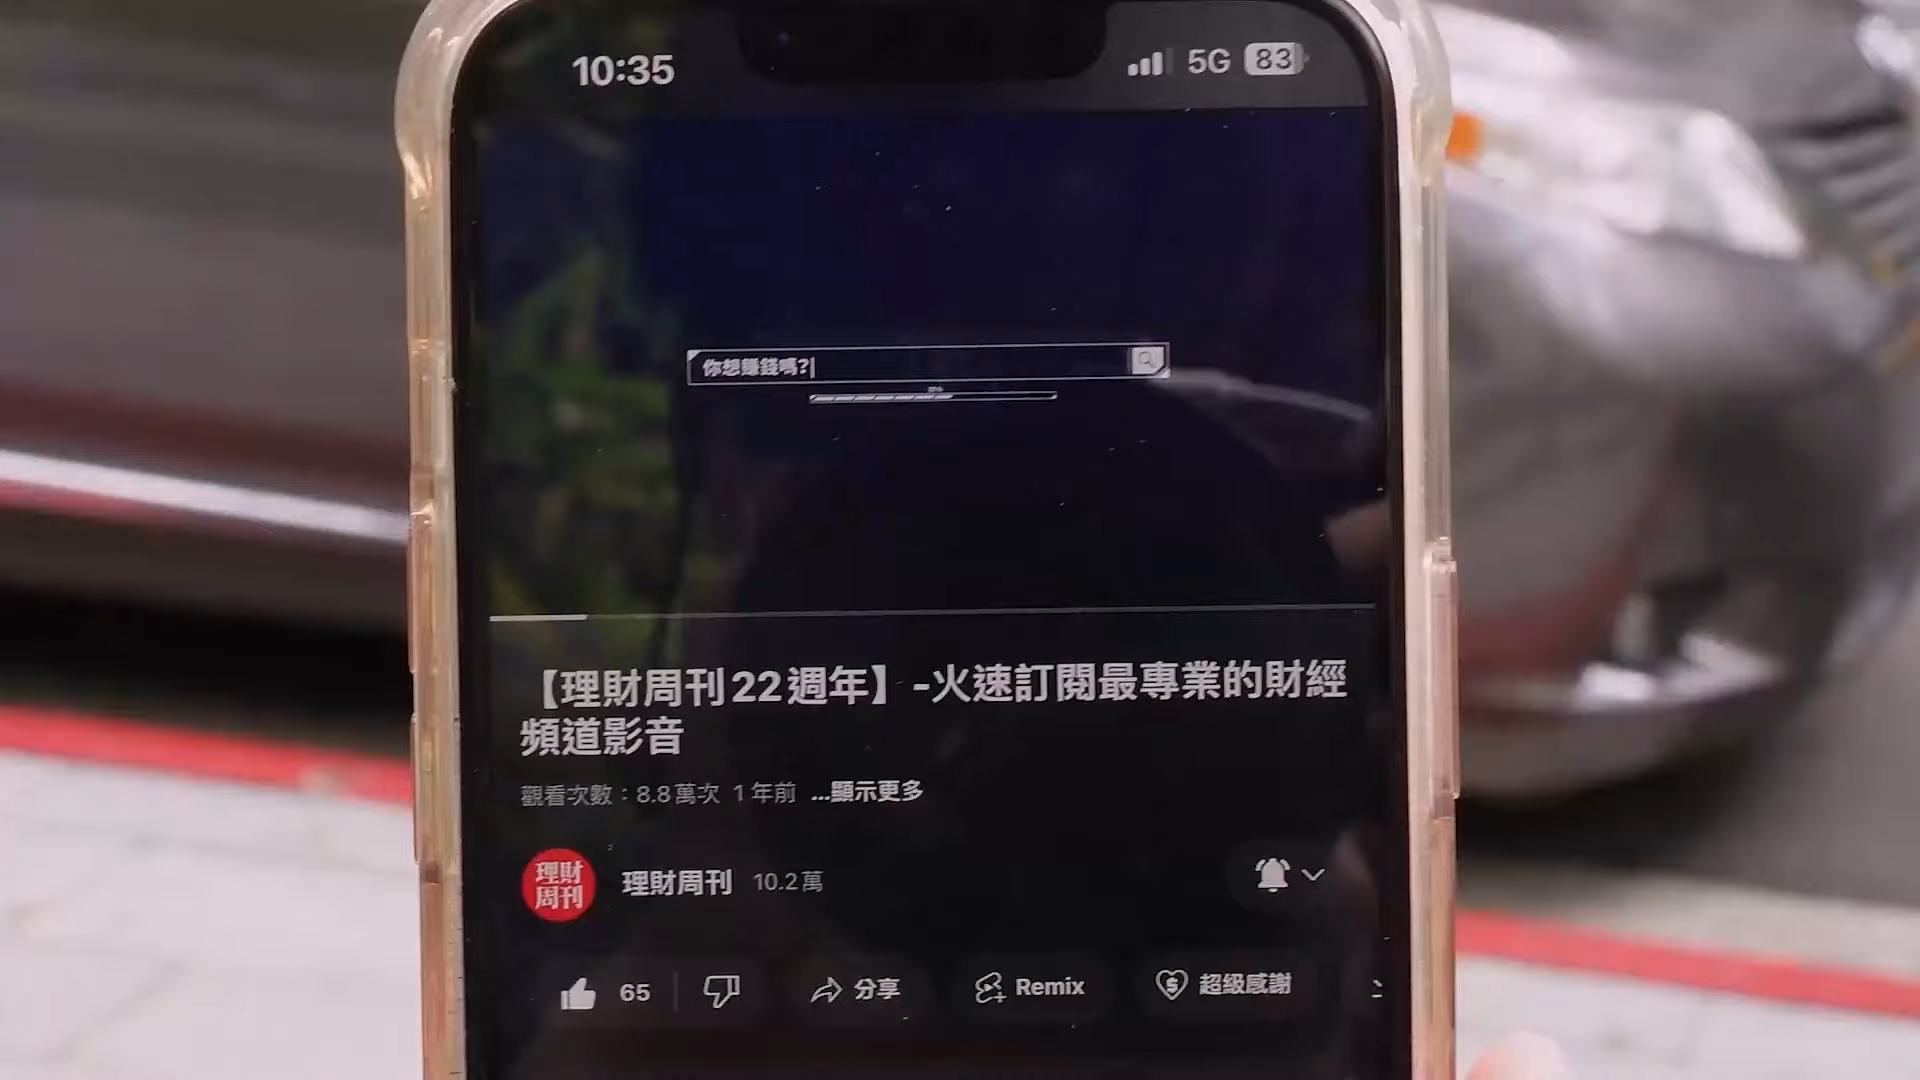 10:35
5G 83
你想賺錢嗎?
【理財周刊22週年】-火速訂閱最專業的財經
頻道影音
觀看次數：8.8萬次 1年前 ...顯示更多
理財
周刊
理財周刊 10.2萬
65 分享 Remix 超級感謝